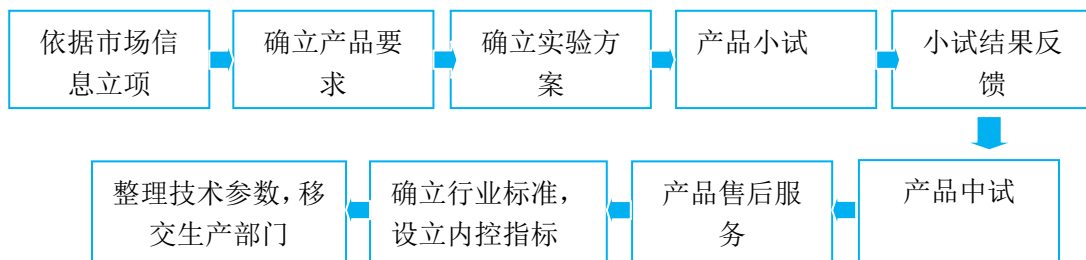 依据市场信
息立项
确立产品要
求
确立实验方
案
产品小试
小试结果反
馈
产品中试
产品售后服
务
确立行业标准，
设立内控指标
整理技术参数，移
交生产部门